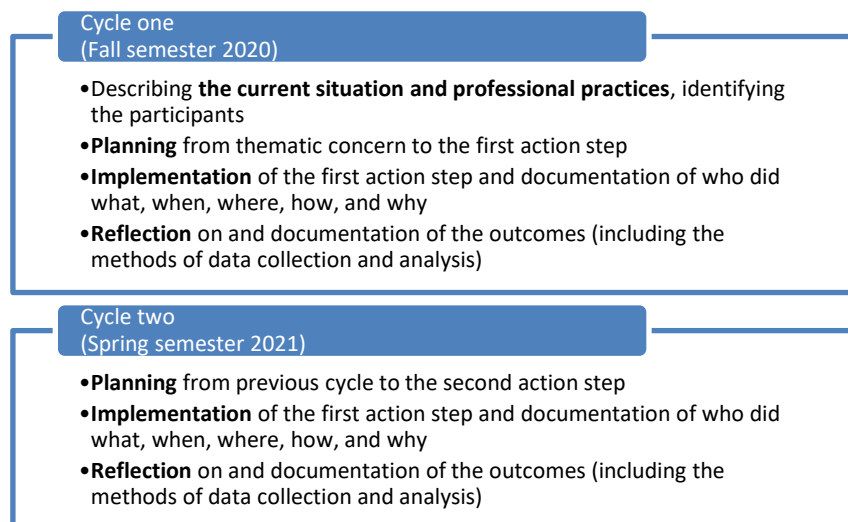 Cycle one
(Fall semester 2020)
•Describing the current situation and professional practices, identifying
the participants
•Planning from thematic concern to the first action step
•Implementation of the first action step and documentation of who did
what, when, where, how, and why
•Reflection on and documentation of the outcomes (including the
methods of data collection and analysis)
Cycle two
(Spring semester 2021)
•Planning from previous cycle to the second action step
•Implementation of the first action step and documentation of who did
what, when, where, how, and why
•Reflection on and documentation of the outcomes (including the
methods of data collection and analysis)